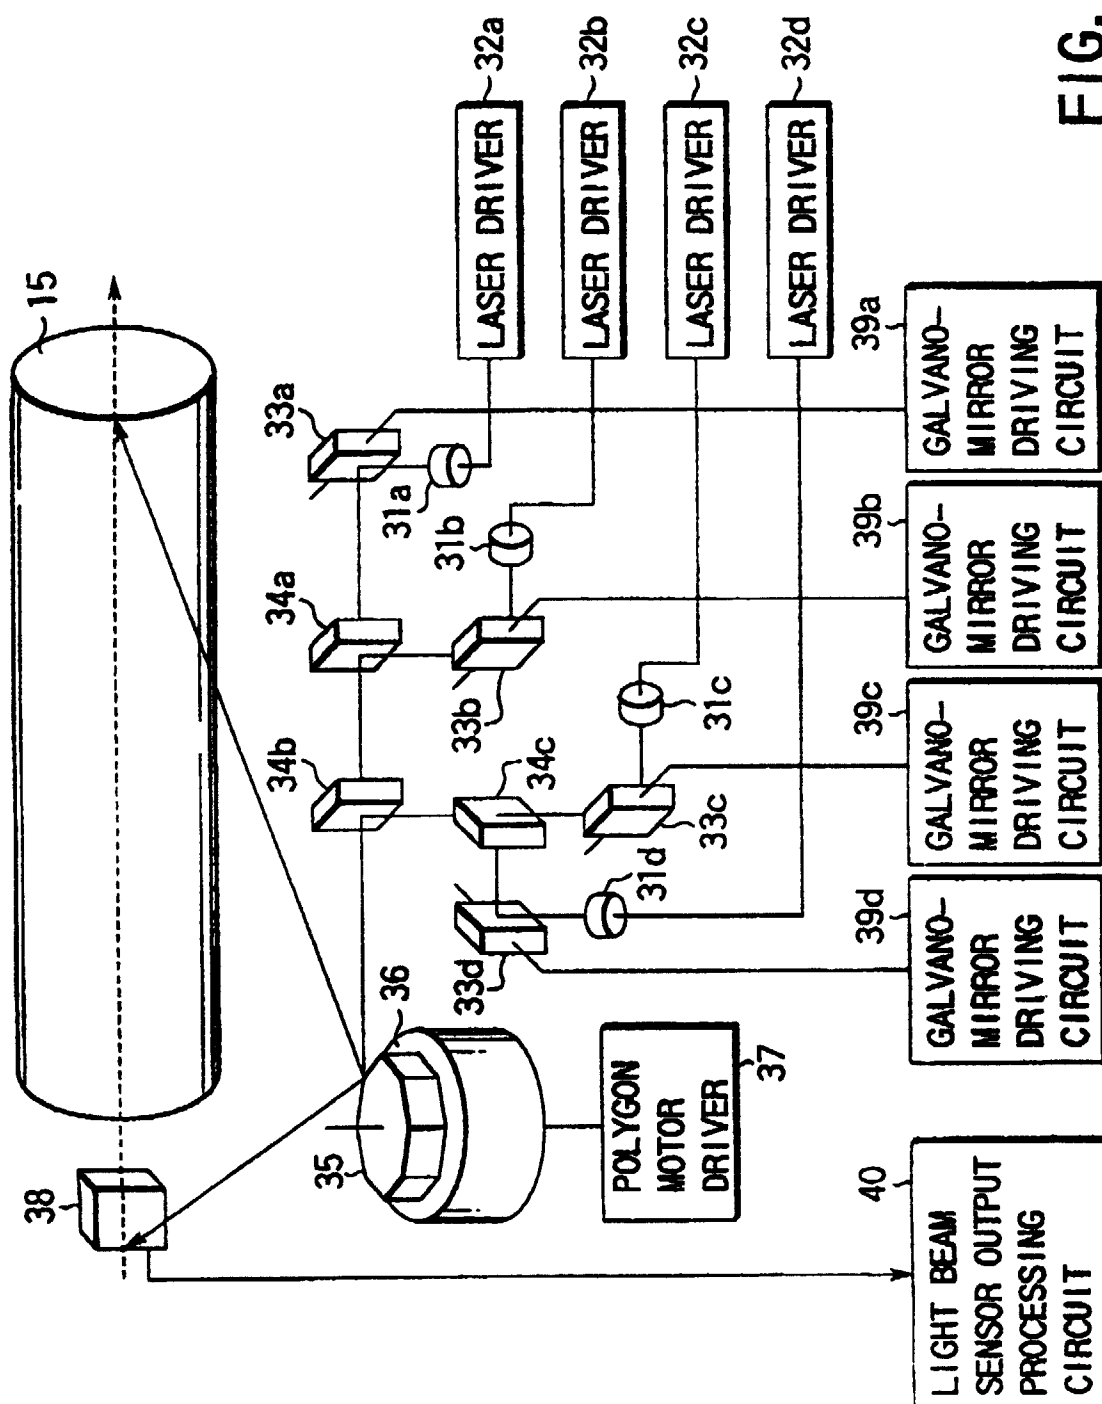 FIG.
32a
32b
32c
32d
LASER DRIVER
LASER DRIVER
LASER DRIVER
LASER DRIVER
15
33a
31a
31b
34a
33b
31c
34b
34c
33c
31d
33d
36
35
38
POLYGON
MOTOR
DRIVER
37
39a
GALVANO-
MIRROR
DRIVING
CIRCUIT
39b
GALVANO-
MIRROR
DRIVING
CIRCUIT
39c
GALVANO-
MIRROR
DRIVING
CIRCUIT
39d
GALVANO-
MIRROR
DRIVING
CIRCUIT
40
LIGHT BEAM
SENSOR OUTPUT
PROCESSING
CIRCUIT